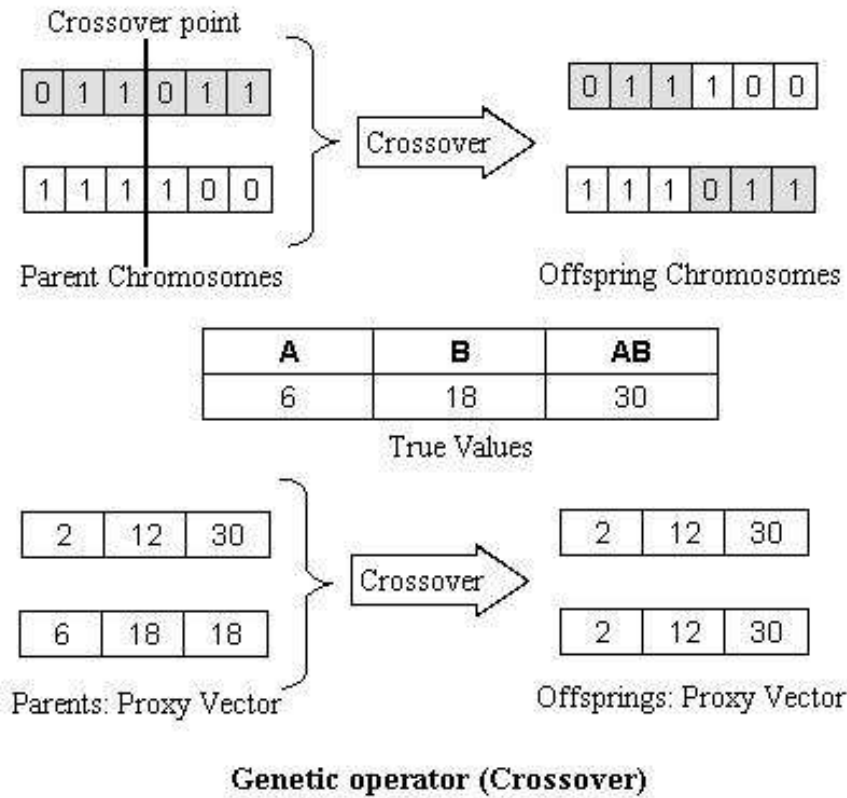 Crossover point
0 1 1 0 1 1
1 1 1 1 0 0
Parent Chromosomes
Crossover
0 1 1 1 0 0
1 1 1 0 1 1
Offspring Chromosomes
A B AB
6 18 30
True Values
2 12 30
6 18 18
Parents: Proxy Vector
Crossover
2 12 30
2 12 30
Offsprings: Proxy Vector
Genetic operator (Crossover)